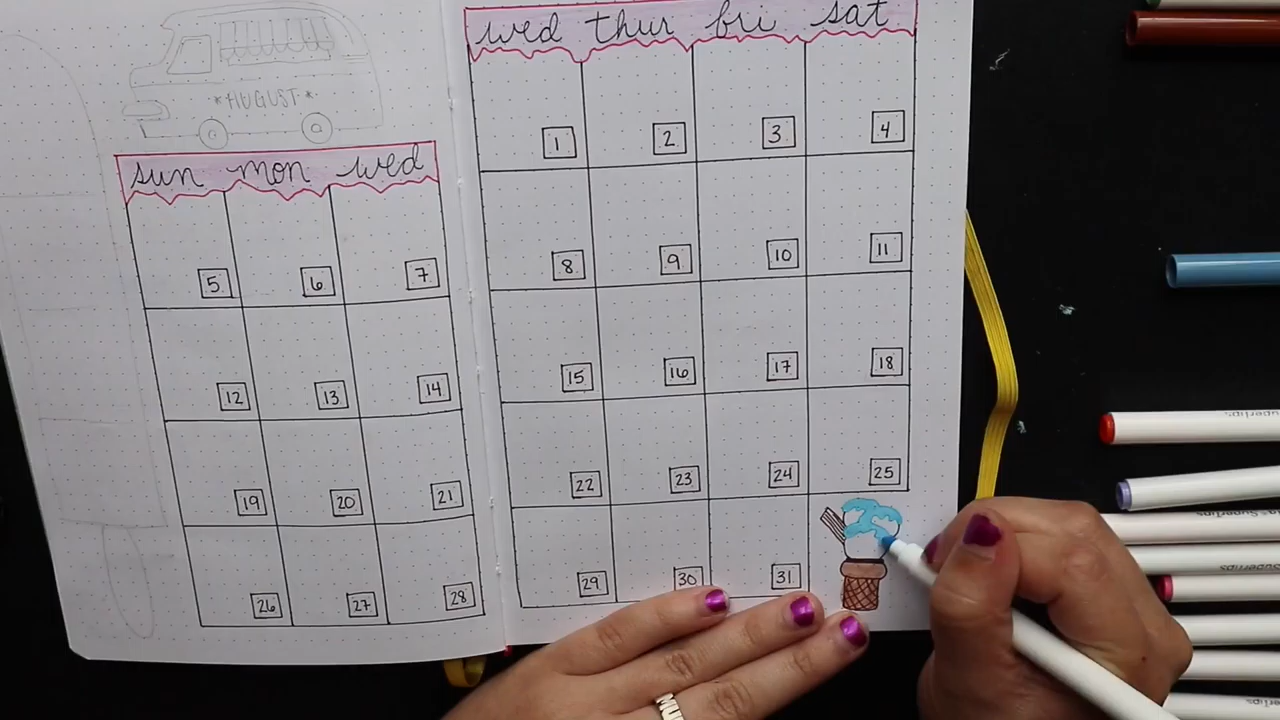 *AUGUST*
sun mon wed
5 6 7
12 13 14
19 20 21
26 27 28
wed thur fri sat
1 2 3 4
8 9 10 11
15 16 17 18
22 23 24 25
29 30 31
Supertips
Supertips